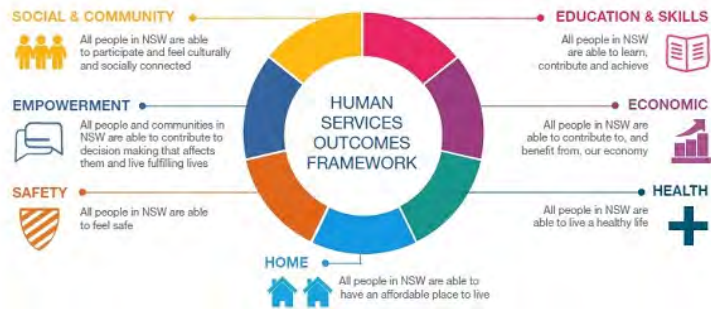 SOCIAL & COMMUNITY
All people in NSW are able
to participate and feel culturally
and socially connected
EMPOWERMENT
All people and communities in
NSW are able to contribute to
decision making that affects
them and live fulfilling lives
SAFETY
All people in NSW are able
to feel safe
HUMAN
SERVICES
OUTCOMES
FRAMEWORK
HOME
All people in NSW are able to
have an affordable place to live
EDUCATION & SKILLS
All people in NSW
are able to learn,
contribute and achieve
ECONOMIC
All people in NSW are
able to contribute to, and
benefit from, our economy
HEALTH
All people in NSW are
able to live a healthy life